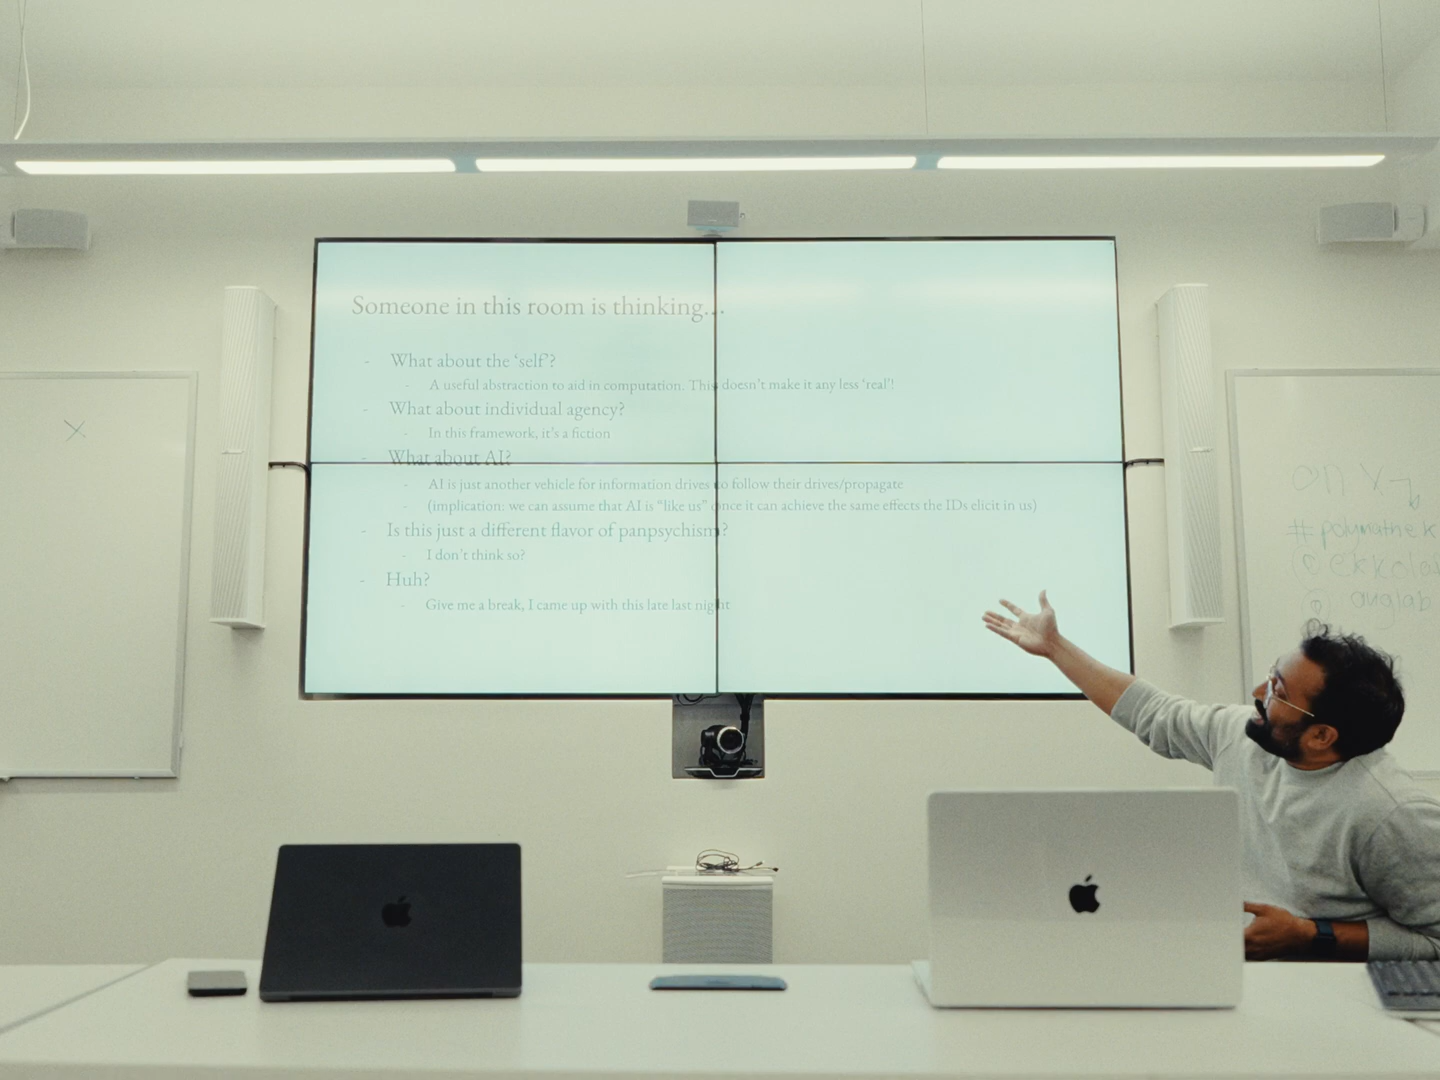 Someone in this room is thinking...
- What about the ‘self’?
- A useful abstraction to aid in computation. This doesn’t make it any less ‘real’!
- What about individual agency?
- In this framework, it’s a fiction
- What about AI?
- AI is just another vehicle for information drives to follow their drives/propagate
- (implication: we can assume that AI is “like us” once it can achieve the same effects the IDs elicit in us)
- Is this just a different flavor of panpsychism?
- I don’t think so?
- Huh?
- Give me a break, I came up with this late last night
X
on X